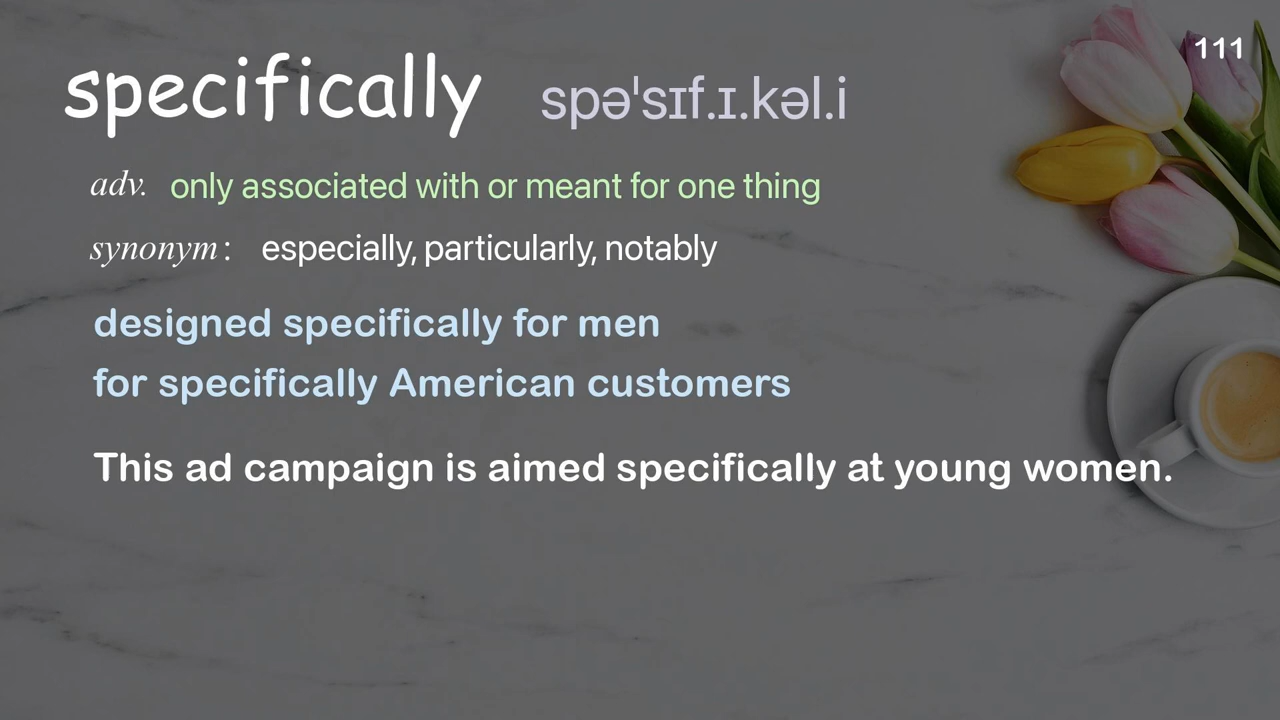 111
specifically spəˈsɪf.ɪ.kəl.i
adv. only associated with or meant for one thing
synonym: especially, particularly, notably
designed specifically for men
for specifically American customers
This ad campaign is aimed specifically at young women.